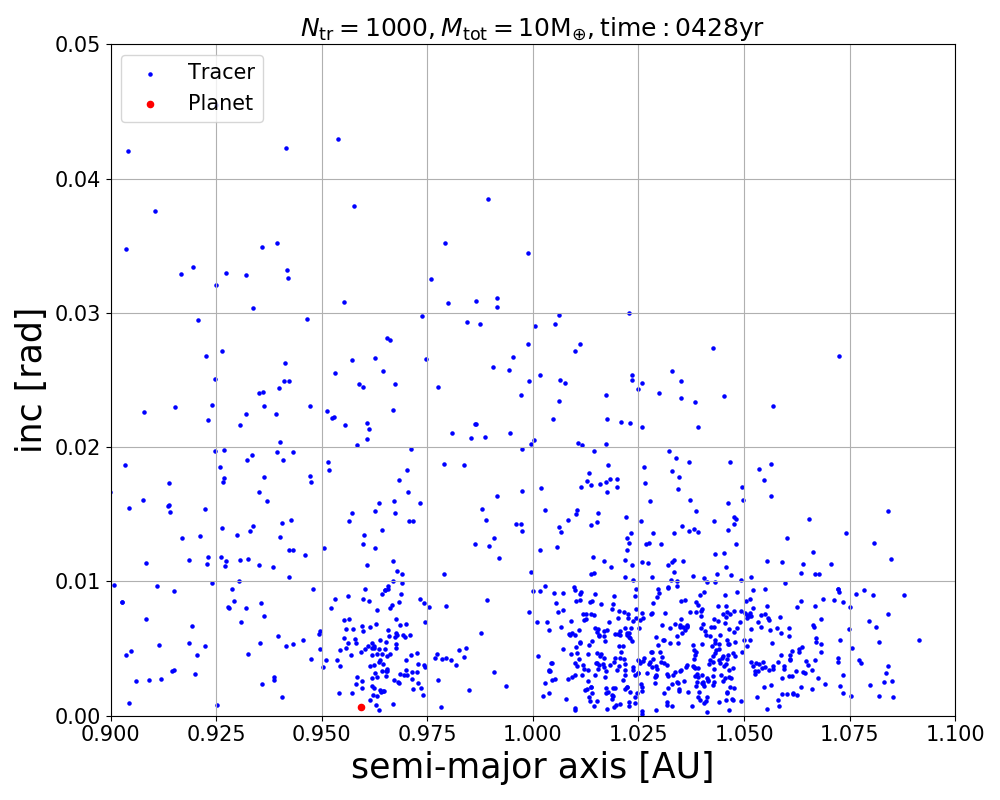 N_tr = 1000, M_tot = 10M_⊕, time : 0428yr
0.05
0.04
0.03
0.02
0.01
0.00
inc [rad]
Tracer
Planet
0.900 0.925 0.950 0.975 1.000 1.025 1.050 1.075 1.100
semi-major axis [AU]